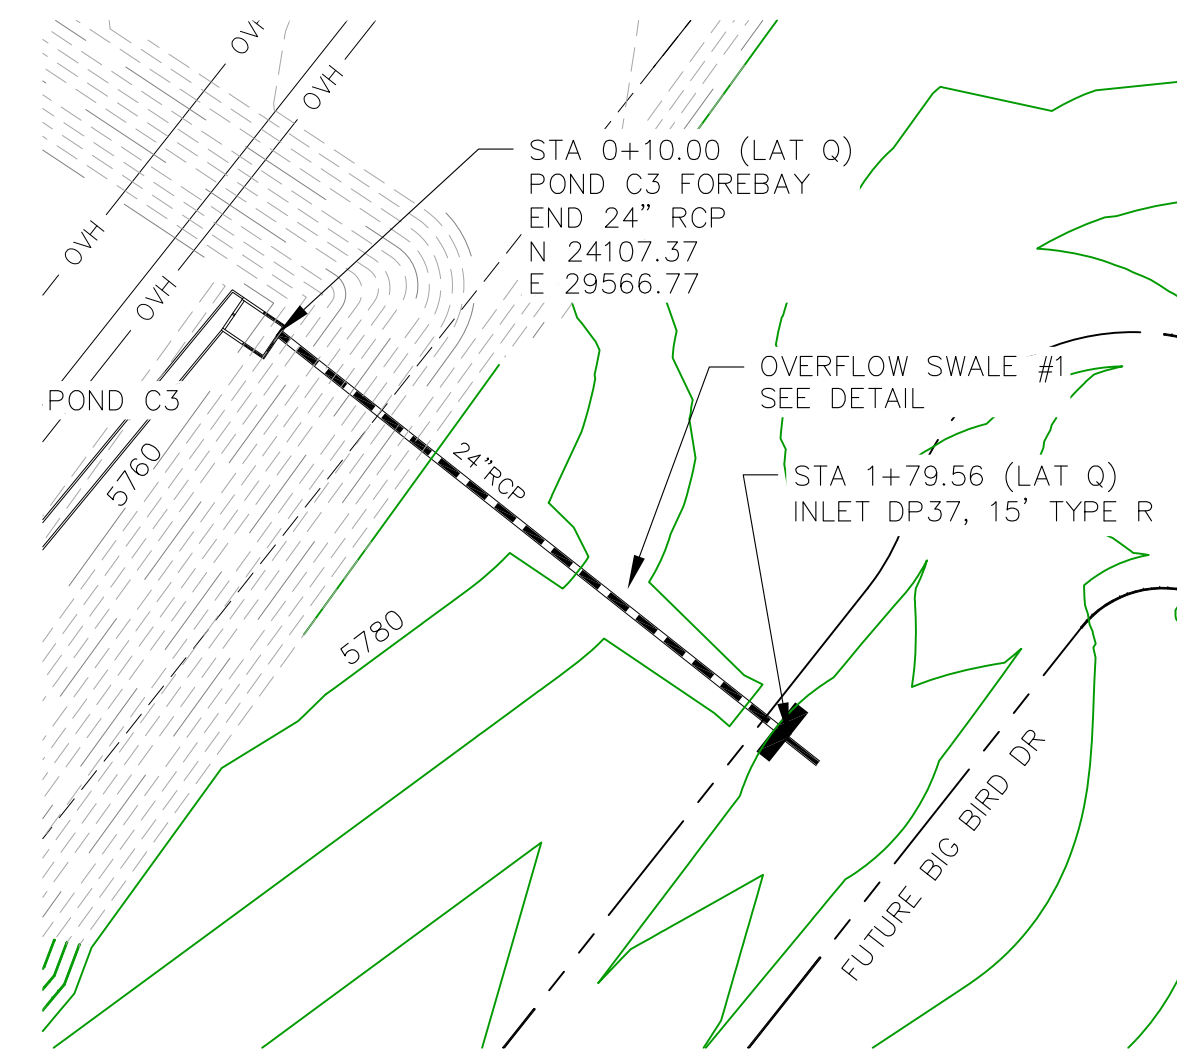 OVH
OVH
STA 0+10.00 (LAT Q)
POND C3 FOREBAY
END 24" RCP
N 24107.37
E 29566.77
OVH
OVH
OVERFLOW SWALE #1
SEE DETAIL
POND C3
5760
24"RCP
STA 1+79.56 (LAT Q)
INLET DP37, 15' TYPE R
5780
FUTURE BIG BIRD DR